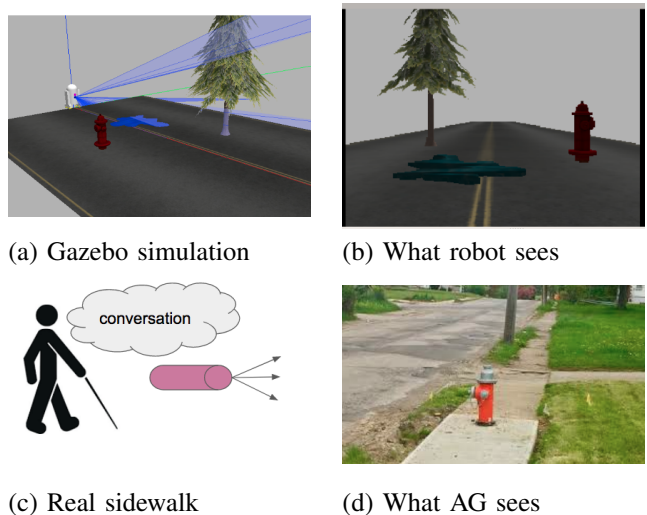 (a) Gazebo simulation
(b) What robot sees
conversation
(c) Real sidewalk
(d) What AG sees